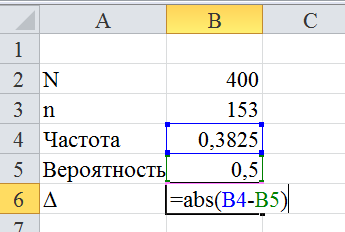 A B C
1
2 N 400
3 n 153
4 Частота 0,3825
5 Вероятность 0,5
6 Δ =abs(B4-B5)